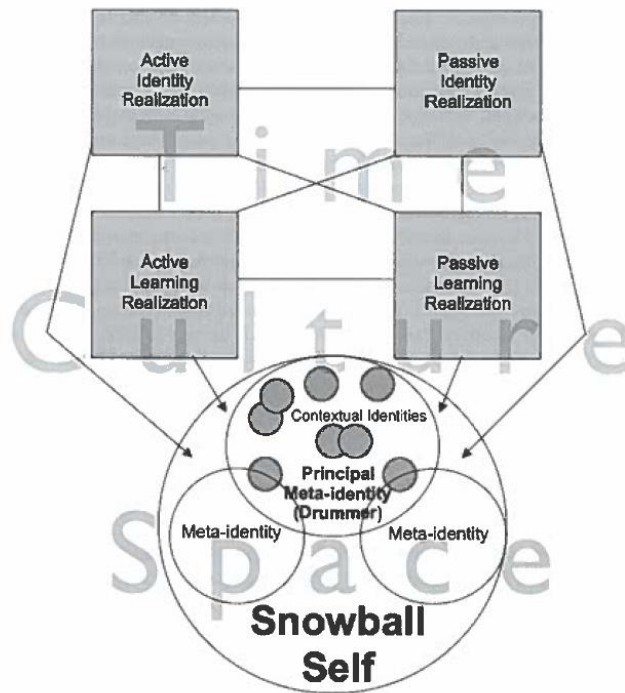 Active
Identity
Realization
Passive
Identity
Realization
Time
Active
Learning
Realization
Passive
Learning
Realization
Culture
Contextual Identities
Principal
Meta-identity
(Drummer)
Meta-identity
Meta-identity
Space
Snowball
Self